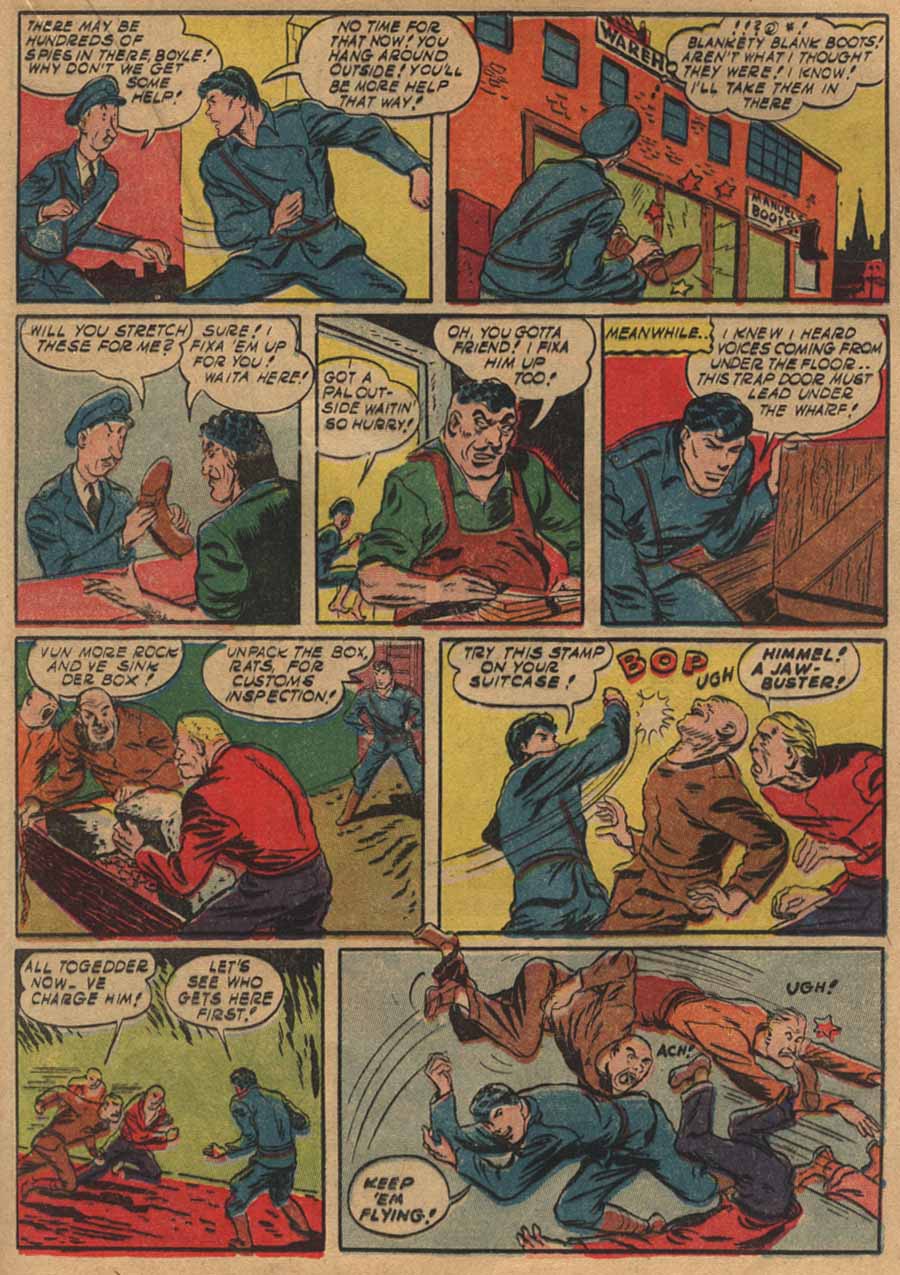 THERE MAY BE
HUNDREDS OF
SPIES IN THERE, BOYLE!
WHY DON'T WE GET
SOME
HELP!
NO TIME FOR
THAT NOW! YOU
HANG AROUND
OUTSIDE! YOU'LL
BE MORE HELP
THAT WAY!
WAREHO
!!?@*!
BLANKETY BLANK BOOTS!
AREN'T WHAT I THOUGHT
THEY WERE! I KNOW!
I'LL TAKE THEM IN
THERE
MANUEL'S
BOOTS
WILL YOU STRETCH
THESE FOR ME?
SURE! I
FIXA 'EM UP
FOR YOU!
WAITA HERE!
GOT A
PAL OUT-
SIDE WAITIN'
SO HURRY!
OH, YOU GOTTA
FRIEND! I FIXA
HIM UP
TOO!
MEANWHILE..
I KNEW I HEARD
VOICES COMING FROM
UNDER THE FLOOR..
THIS TRAP DOOR MUST
LEAD UNDER
THE WHARF!
VUN MORE ROCK
AND VE SINK
DER BOX!
UNPACK THE BOX,
RATS, FOR
CUSTOMS
INSPECTION!
TRY THIS STAMP
ON YOUR
SUITCASE!
BOP
UGH
HIMMEL!
A JAW-
BUSTER!
ALL TOGEDDER
NOW- VE
CHARGE HIM!
LET'S
SEE WHO
GETS HERE
FIRST!
UGH!
ACH!
KEEP
'EM
FLYING!